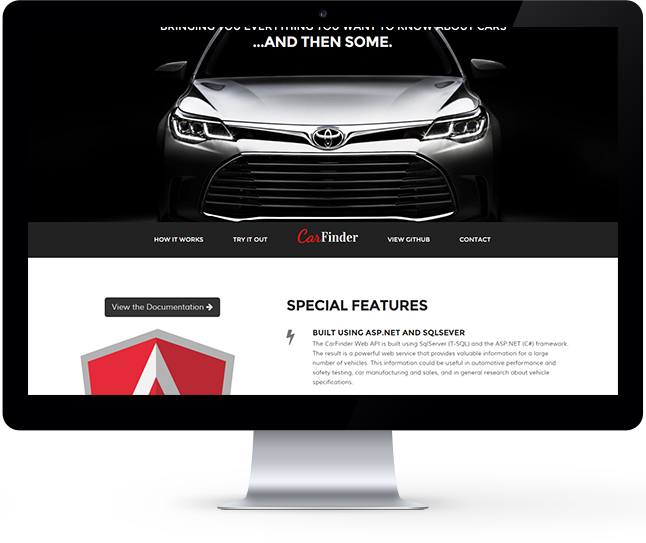 BRINGING YOU EVERYTHING YOU WANT TO KNOW ABOUT CARS
...AND THEN SOME.
HOW IT WORKS TRY IT OUT CarFinder VIEW GITHUB CONTACT
View the Documentation
SPECIAL FEATURES
BUILT USING ASP.NET AND SQLSEVER
The CarFinder Web API is built using SqlServer (T-SQL) and the ASP.NET (C#) framework.
The result is a powerful web service that provides valuable information for a large
number of vehicles. This information could be useful in automotive performance and
safety testing, car manufacturing and sales, and in general research about vehicle
specifications.